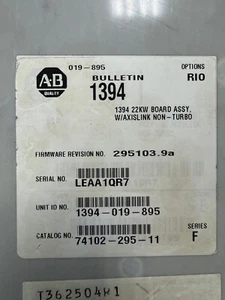 019-895
OPTIONS
A-B
QUALITY
BULLETIN
1394
RIO
1394 22KW BOARD ASSY,
W/AXISLINK NON-TURBO
FIRMWARE REVISION NO. 295103.9a
SERIAL NO. LEAA1QR7
UNIT ID NO. 1394-019-895
CATALOG NO. 74102-295-11
SERIES
F
T362504H1